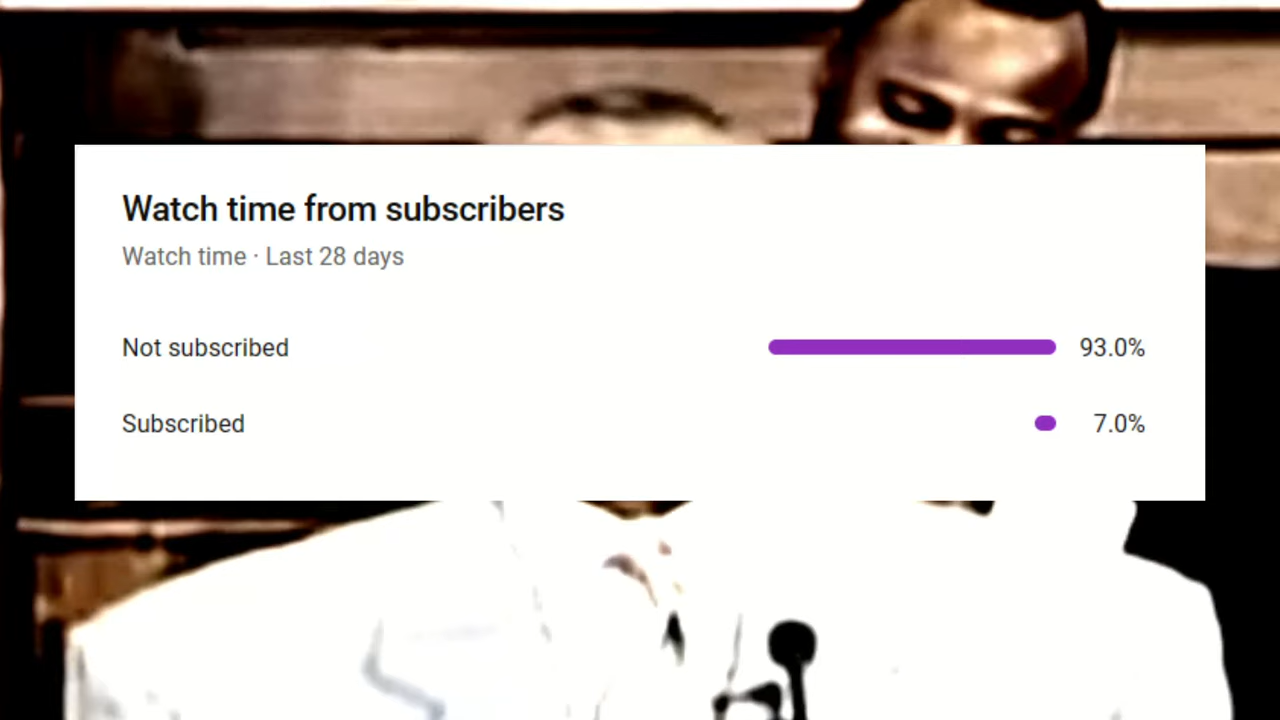 Watch time from subscribers
Watch time · Last 28 days
Not subscribed 93.0%
Subscribed 7.0%